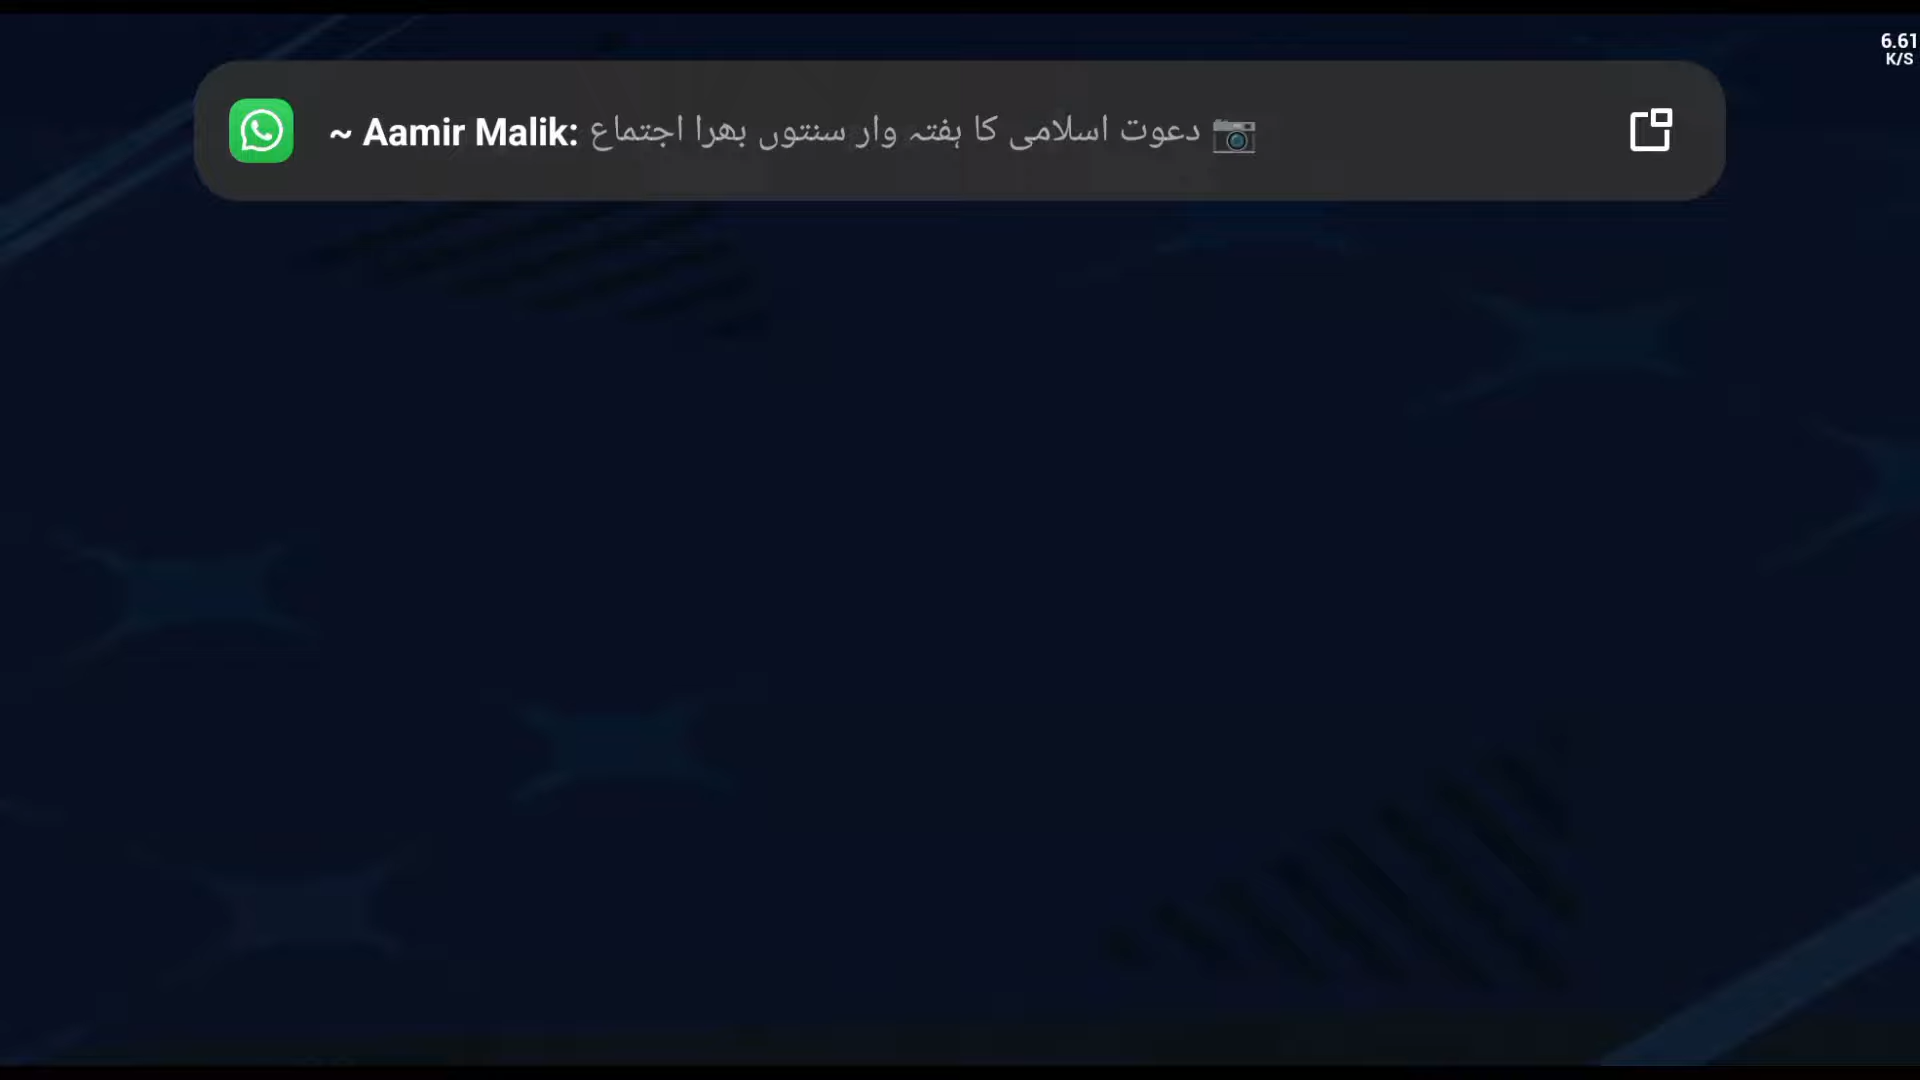 ~ Aamir Malik: 📷 دعوت اسلامی کا ہفتہ وار سنتوں بھرا اجتماع
6.61
K/S